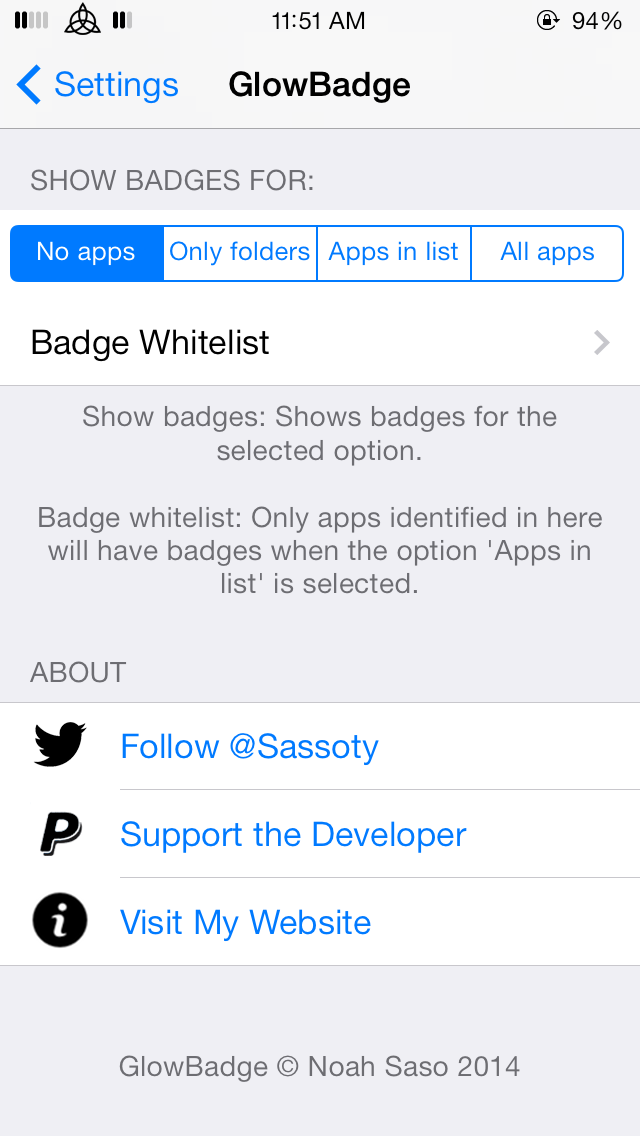 11:51 AM 94%
Settings GlowBadge
SHOW BADGES FOR:
No apps Only folders Apps in list All apps
Badge Whitelist
Show badges: Shows badges for the
selected option.
Badge whitelist: Only apps identified in here
will have badges when the option 'Apps in
list' is selected.
ABOUT
Follow @Sassoty
Support the Developer
Visit My Website
GlowBadge © Noah Saso 2014